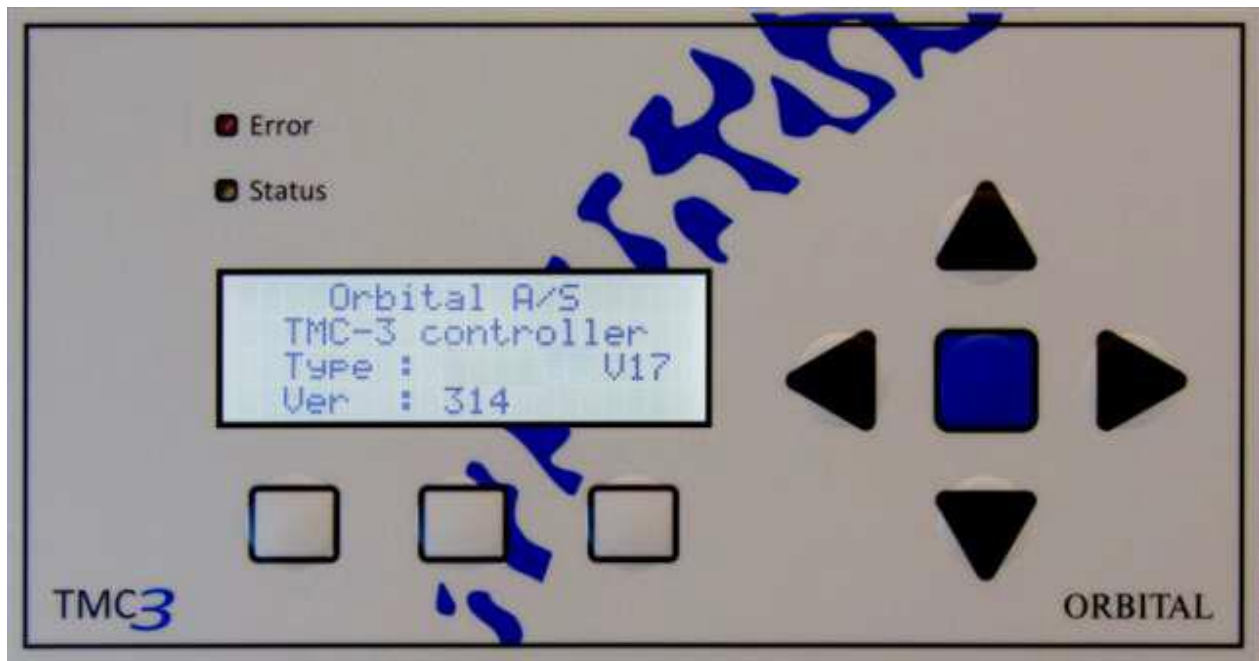 Error
Status
Orbital A/S
TMC-3 controller
Type : V17
Ver : 314
TMC3
ORBITAL